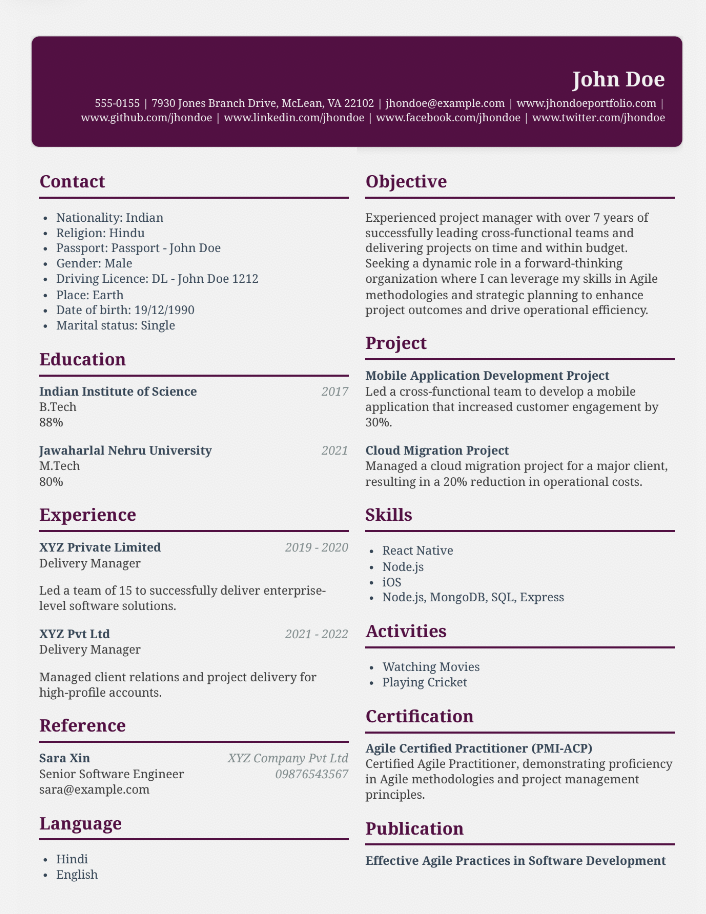 John Doe
555-0155 | 7930 Jones Branch Drive, McLean, VA 22102 | jhondoe@example.com | www.jhondoeportfolio.com |
www.github.com/jhondoe | www.linkedin.com/jhondoe | www.facebook.com/jhondoe | www.twitter.com/jhondoe
Contact
• Nationality: Indian
• Religion: Hindu
• Passport: Passport - John Doe
• Gender: Male
• Driving Licence: DL - John Doe 1212
• Place: Earth
• Date of birth: 19/12/1990
• Marital status: Single
Education
Indian Institute of Science 2017
B.Tech
88%
Jawaharlal Nehru University 2021
M.Tech
80%
Experience
XYZ Private Limited 2019 - 2020
Delivery Manager
Led a team of 15 to successfully deliver enterprise-
level software solutions.
XYZ Pvt Ltd 2021 - 2022
Delivery Manager
Managed client relations and project delivery for
high-profile accounts.
Reference
Sara Xin XYZ Company Pvt Ltd
Senior Software Engineer 09876543567
sara@example.com
Language
• Hindi
• English
Objective
Experienced project manager with over 7 years of
successfully leading cross-functional teams and
delivering projects on time and within budget.
Seeking a dynamic role in a forward-thinking
organization where I can leverage my skills in Agile
methodologies and strategic planning to enhance
project outcomes and drive operational efficiency.
Project
Mobile Application Development Project
Led a cross-functional team to develop a mobile
application that increased customer engagement by
30%.
Cloud Migration Project
Managed a cloud migration project for a major client,
resulting in a 20% reduction in operational costs.
Skills
• React Native
• Node.js
• iOS
• Node.js, MongoDB, SQL, Express
Activities
• Watching Movies
• Playing Cricket
Certification
Agile Certified Practitioner (PMI-ACP)
Certified Agile Practitioner, demonstrating proficiency
in Agile methodologies and project management
principles.
Publication
Effective Agile Practices in Software Development